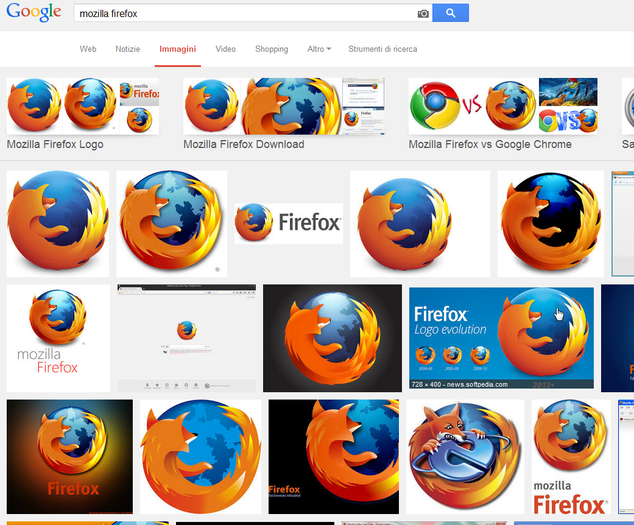 Google mozilla firefox
Web Notizie Immagini Video Shopping Altro Strumenti di ricerca
mozilla
Firefox
VS
VS
Mozilla Firefox Logo Mozilla Firefox Download Mozilla Firefox vs Google Chrome Sa
Firefox
mozilla
Firefox
Firefox
Logo evolution
2004 2005-09 2009-13
728 × 400 - news.softpedia.com
2013+
Firefox
Firefox
e
mozilla
Firefox